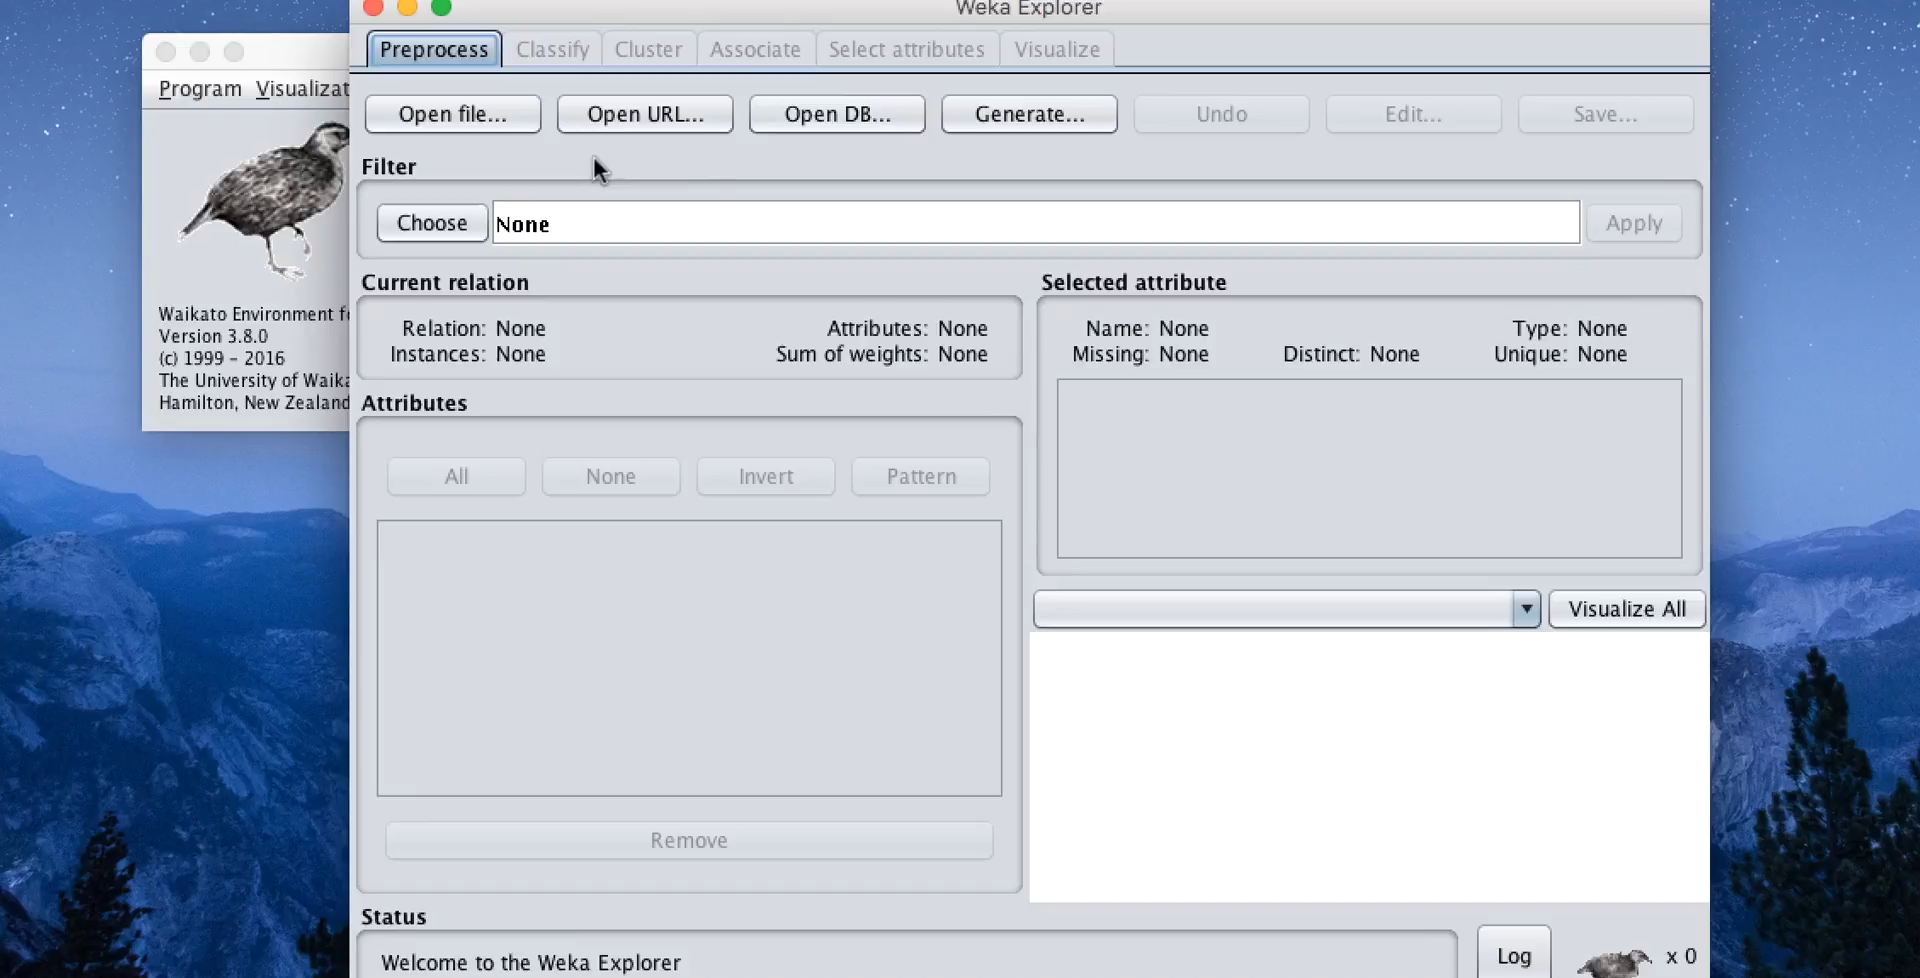 Weka Explorer
Program Visualizat
Preprocess Classify Cluster Associate Select attributes Visualize
Open file... Open URL... Open DB... Generate... Undo Edit... Save...
Filter
Choose None Apply
Current relation
Relation: None Attributes: None
Instances: None Sum of weights: None
Selected attribute
Name: None Type: None
Missing: None Distinct: None Unique: None
Waikato Environment f
Version 3.8.0
(c) 1999 - 2016
The University of Waika
Hamilton, New Zealand
Attributes
All None Invert Pattern
Remove
Visualize All
Status
Welcome to the Weka Explorer
Log x 0